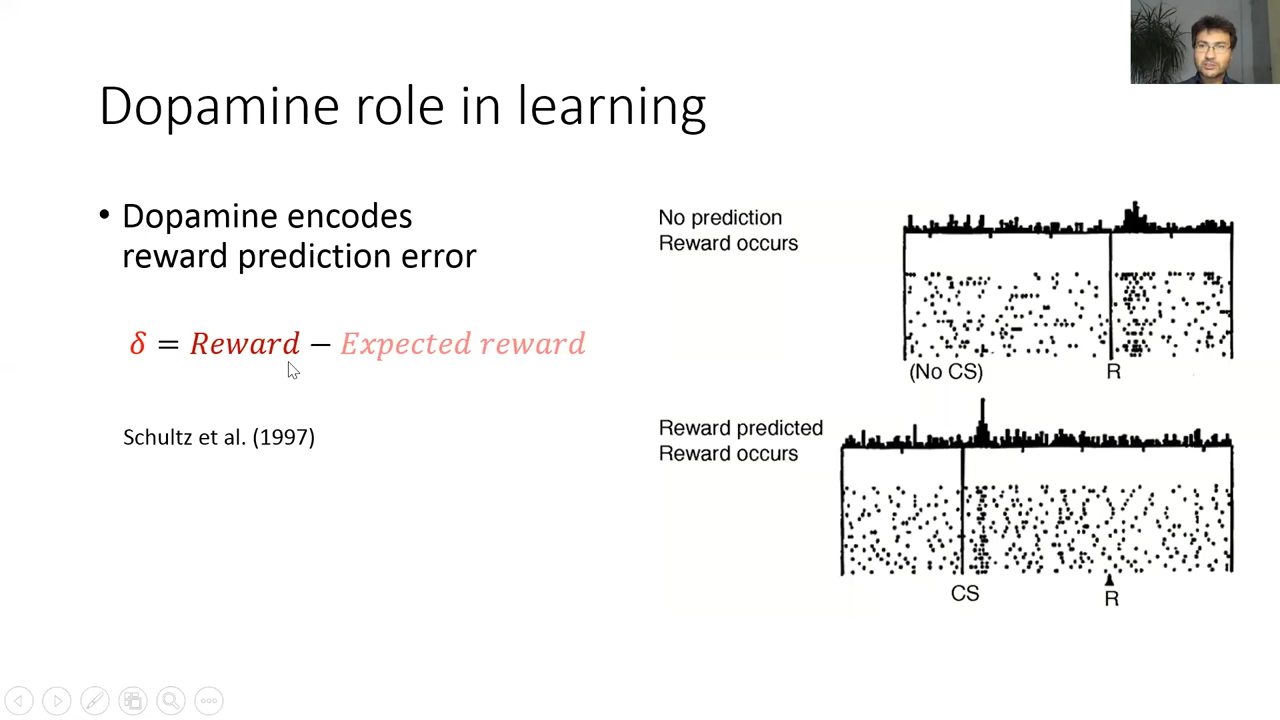 Dopamine role in learning
• Dopamine encodes
reward prediction error
δ = Reward − Expected reward
Schultz et al. (1997)
No prediction
Reward occurs
(No CS)
R
Reward predicted
Reward occurs
CS
R